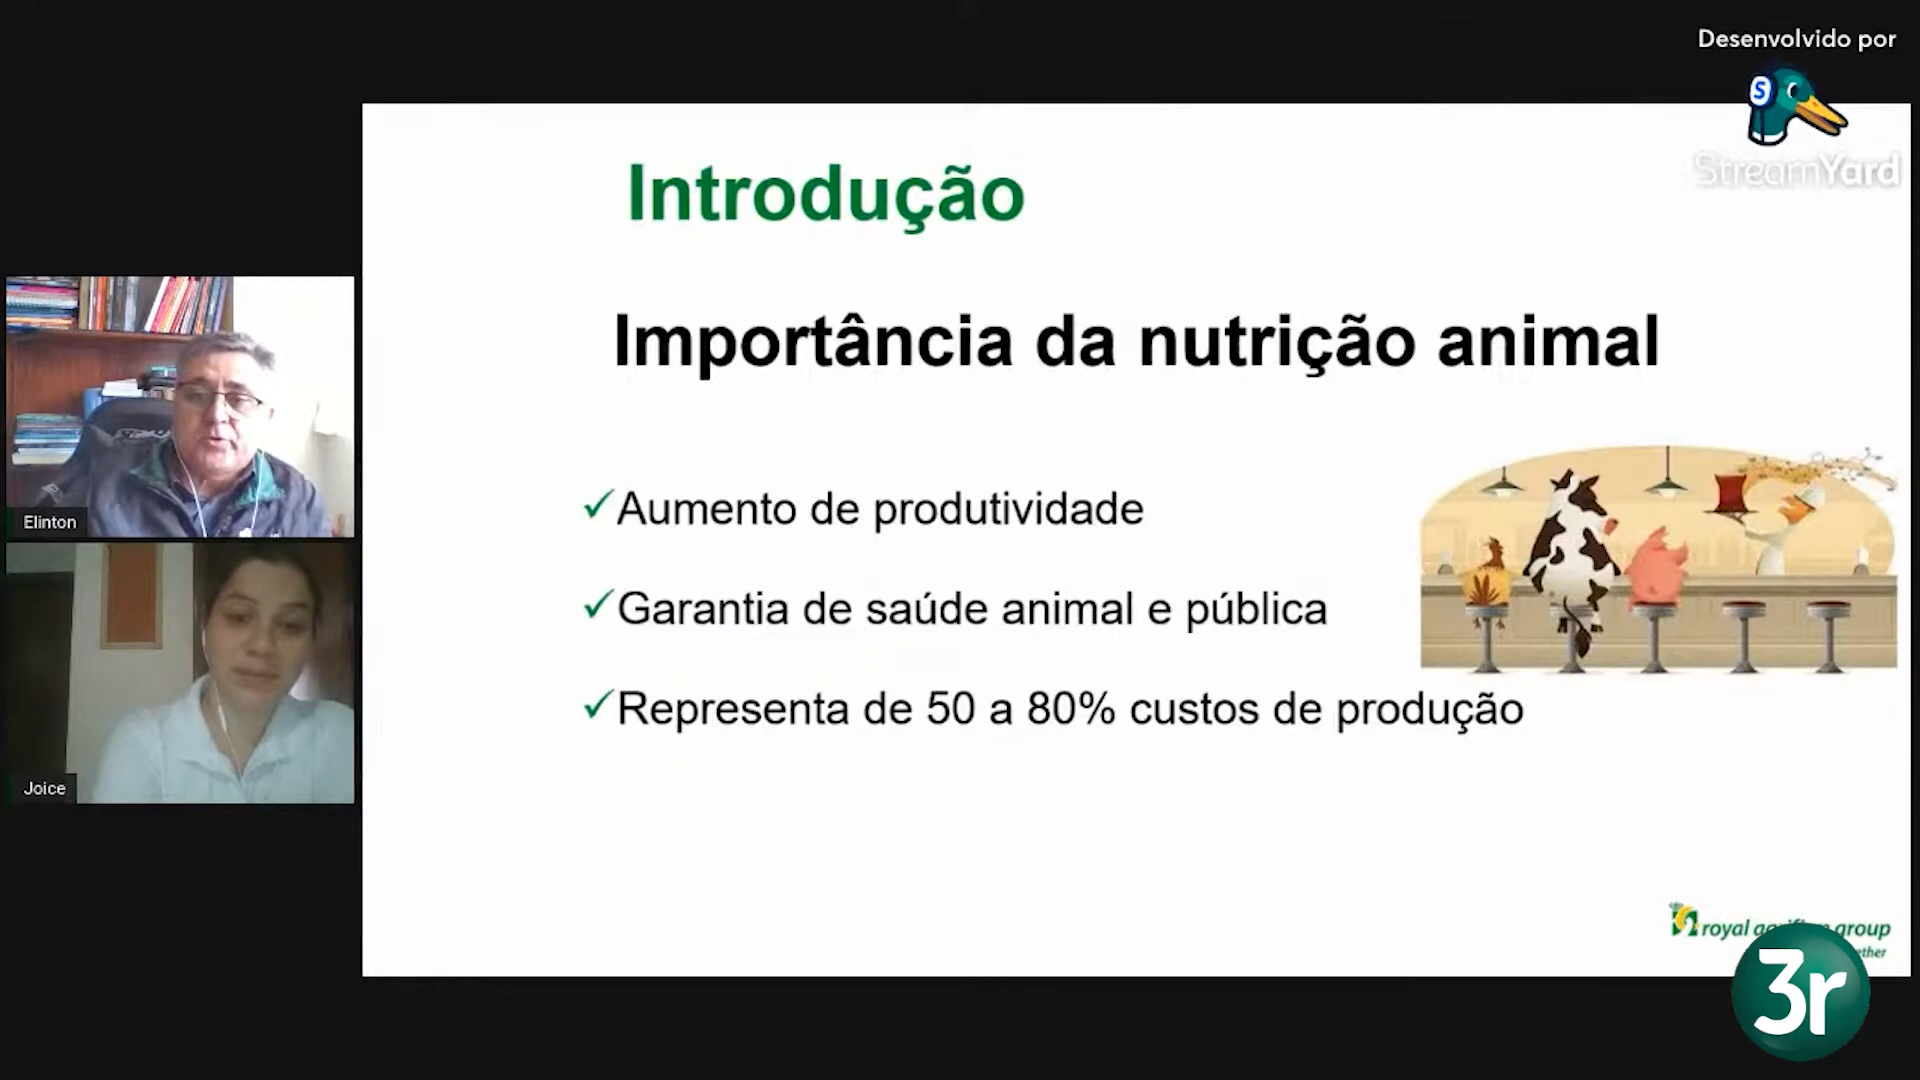 Desenvolvido por
StreamYard
Introdução
Importância da nutrição animal
✓Aumento de produtividade
✓Garantia de saúde animal e pública
✓Representa de 50 a 80% custos de produção
Elinton
Joice
royal group
3r